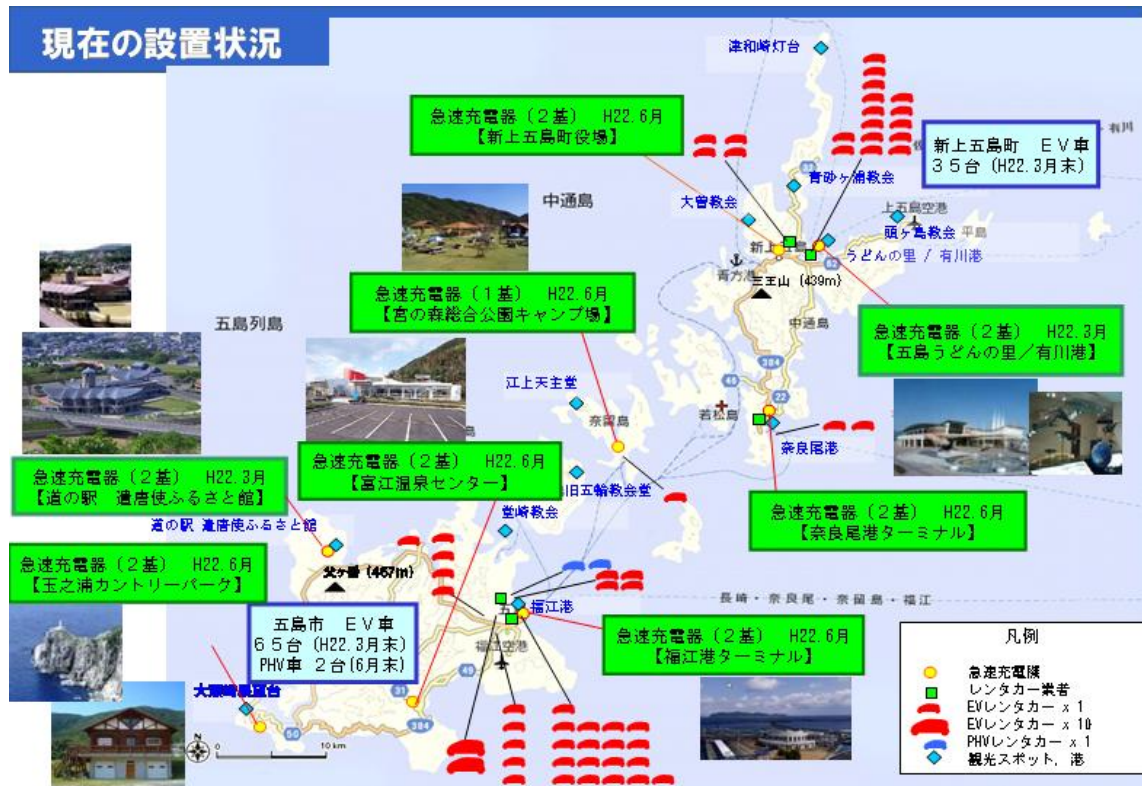 現在の設置状況
津和崎灯台
急速充電器（２基）　H22.6月
【新上五島町役場】
新上五島町　ＥＶ車
３５台（H22.3月末）
青砂ヶ浦教会
大曽教会
中通島
上五島空港
頭ヶ島教会
平島
新上五島
うどんの里 / 有川港
青方港
62
三王山 (439m)
急速充電器（１基）　H22.6月
【宮の森総合公園キャンプ場】
五島列島
中通島
急速充電器（２基）　H22.3月
【五島うどんの里／有川港】
384
46
22
江上天主堂
若松島
奈留島
奈良尾港
急速充電器（２基）　H22.6月
【富江温泉センター】
急速充電器（２基）　H22.3月
【道の駅　遣唐使ふるさと館】
旧五輪教会堂
急速充電器（２基）　H22.6月
【奈良尾港ターミナル】
堂崎教会
道の駅 遣唐使ふるさと館
急速充電器（２基）　H22.6月
【玉之浦カントリーパーク】
父ヶ岳 (457m)
長崎・奈良尾・奈留島・福江
福江港
五島市　ＥＶ車
６５台（H22.3月末）
PHV車　２台(6月末)
福江空港
急速充電器（２基）　H22.6月
【福江港ターミナル】
49
31
384
50
N
0
10 km
凡例
急速充電機
レンタカー業者
EVレンタカー x 1
EVレンタカー x 10
PHVレンタカー x 1
観光スポット，港